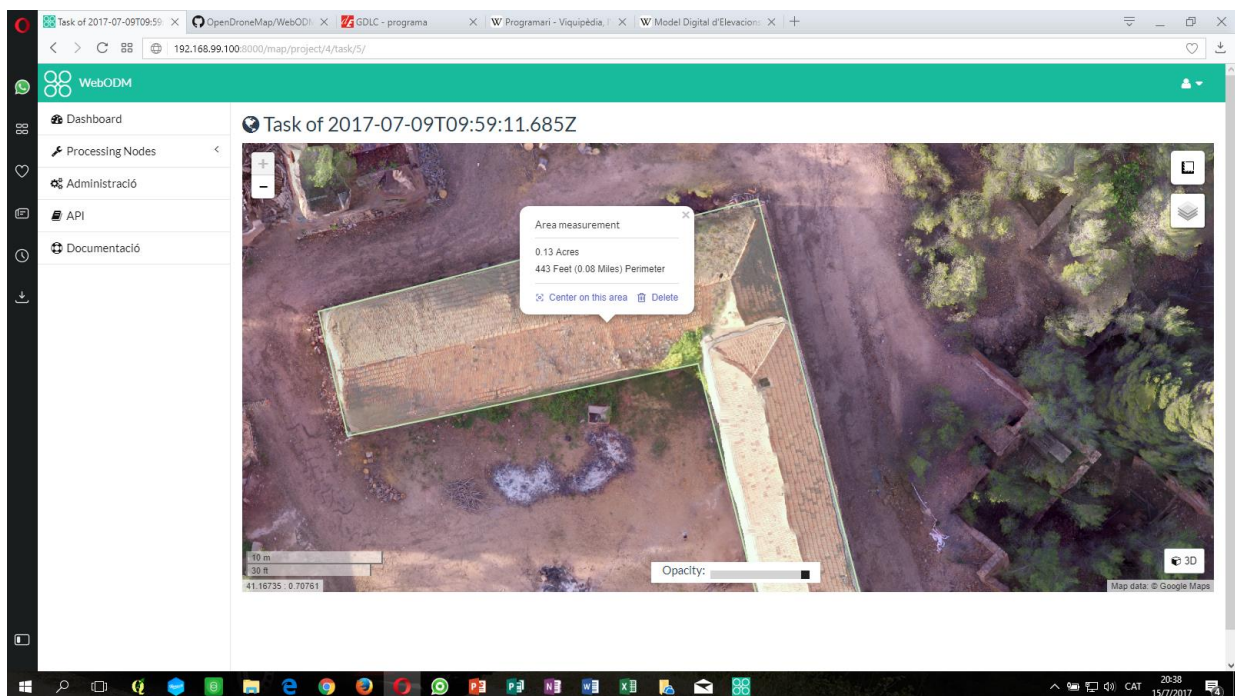 Task of 2017-07-09T09:59
OpenDroneMap/WebOD
GDLC - programa
Programari - Viquipèdia,
Model Digital d'Elevacions
192.168.99.100:8000/map/project/4/task/5/
WebODM
Dashboard
Processing Nodes
Administració
API
Documentació
Task of 2017-07-09T09:59:11.685Z
+
-
Area measurement
×
0.13 Acres
443 Feet (0.08 Miles) Perimeter
Center on this area Delete
10 m
30 ft
41.16735 : 0.70761
Opacity:
3D
Map data: © Google Maps
CAT
20:38
15/7/2017